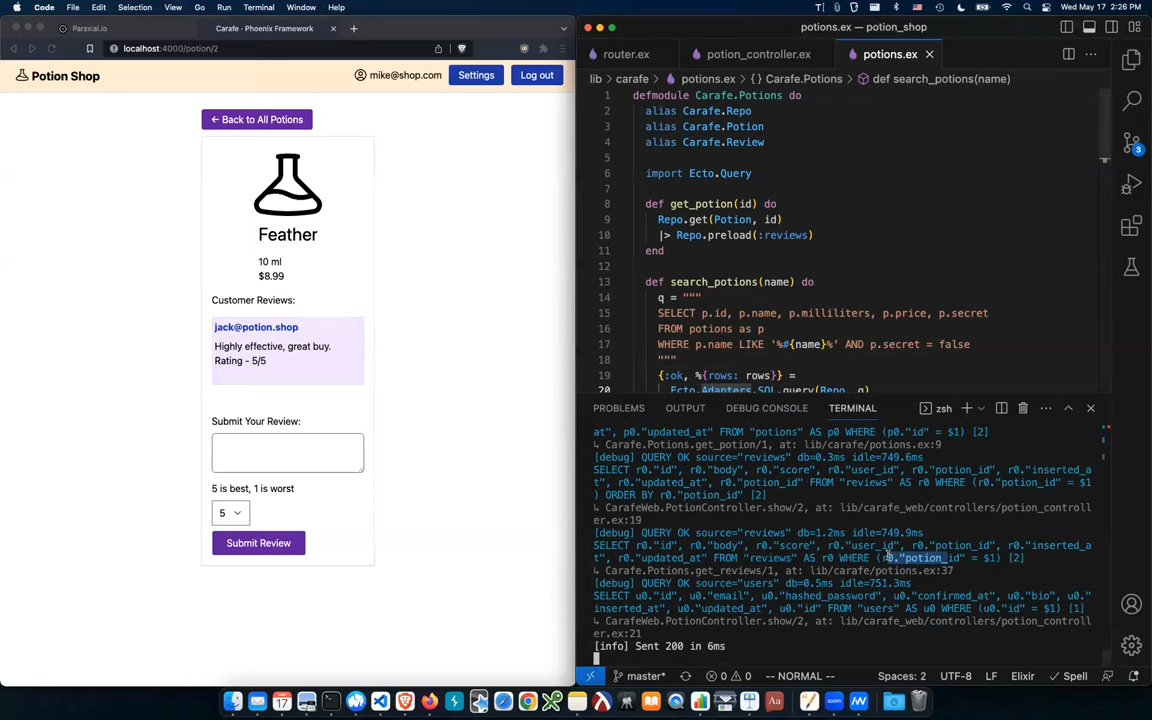 Code File Edit Selection View Go Run Terminal Window Help
Wed May 17 2:26 PM
Paraxial.io
Carafe · Phoenix Framework
localhost:4000/potion/2
Potion Shop
mike@shop.com
Settings
Log out
← Back to All Potions
Feather
10 ml
$8.99
Customer Reviews:
jack@potion.shop
Highly effective, great buy.
Rating - 5/5
Submit Your Review:
5 is best, 1 is worst
5
Submit Review
potions.ex — potion_shop
router.ex potion_controller.ex potions.ex
lib > carafe > potions.ex > {} Carafe.Potions > def search_potions(name)
1 defmodule Carafe.Potions do
2 alias Carafe.Repo
3 alias Carafe.Potion
4 alias Carafe.Review
5
6 import Ecto.Query
7
8 def get_potion(id) do
9 Repo.get(Potion, id)
10 |> Repo.preload(:reviews)
11 end
12
13 def search_potions(name) do
14 q = """
15 SELECT p.id, p.name, p.milliliters, p.price, p.secret
16 FROM potions as p
17 WHERE p.name LIKE '%#{name}%' AND p.secret = false
18 """
19 {:ok, %{rows: rows}} =
20 Ecto.Adapters.SQL.query(Repo, q)
3
PROBLEMS OUTPUT DEBUG CONSOLE TERMINAL zsh
at", p0."updated_at" FROM "potions" AS p0 WHERE (p0."id" = $1) [2]
↳ Carafe.Potions.get_potion/1, at: lib/carafe/potions.ex:9
[debug] QUERY OK source="reviews" db=0.3ms idle=749.6ms
SELECT r0."id", r0."body", r0."score", r0."user_id", r0."potion_id", r0."inserted_a
t", r0."updated_at", r0."potion_id" FROM "reviews" AS r0 WHERE (r0."potion_id" = $1
) ORDER BY r0."potion_id" [2]
↳ CarafeWeb.PotionController.show/2, at: lib/carafe_web/controllers/potion_controll
er.ex:19
[debug] QUERY OK source="reviews" db=1.2ms idle=749.9ms
SELECT r0."id", r0."body", r0."score", r0."user_id", r0."potion_id", r0."inserted_a
t", r0."updated_at" FROM "reviews" AS r0 WHERE (r0."potion_id" = $1) [2]
↳ Carafe.Potions.get_reviews/1, at: lib/carafe/potions.ex:37
[debug] QUERY OK source="users" db=0.5ms idle=751.3ms
SELECT u0."id", u0."email", u0."hashed_password", u0."confirmed_at", u0."bio", u0."
inserted_at", u0."updated_at", u0."id" FROM "users" AS u0 WHERE (u0."id" = $1) [1]
↳ CarafeWeb.PotionController.show/2, at: lib/carafe_web/controllers/potion_controll
er.ex:21
[info] Sent 200 in 6ms
master* 0 0 -- NORMAL -- Spaces: 2 UTF-8 LF Elixir Spell
17
zoom
Aa